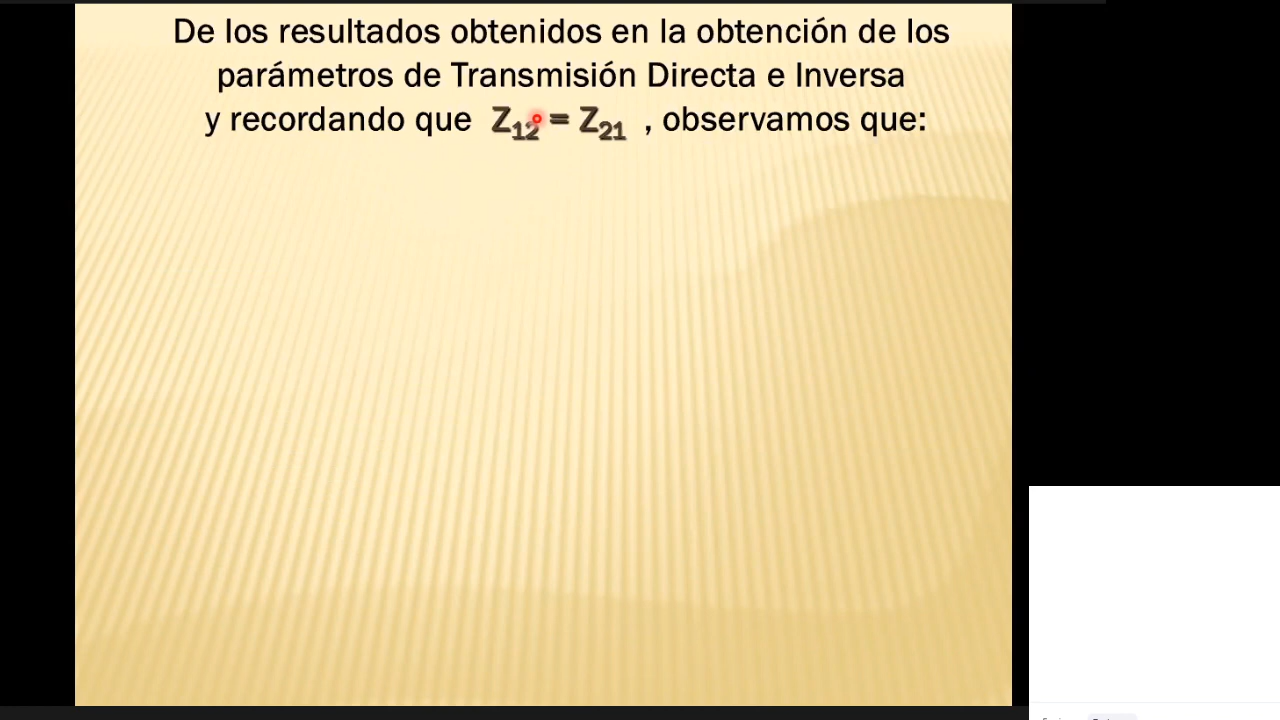 De los resultados obtenidos en la obtención de los
parámetros de Transmisión Directa e Inversa
y recordando que Z₁₂ = Z₂₁ , observamos que: